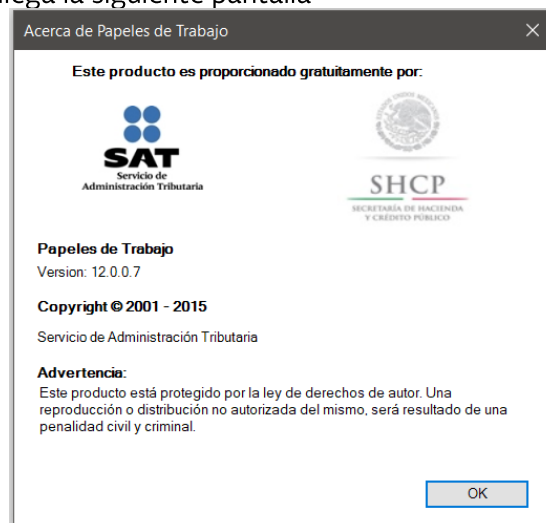 llega la siguiente pantalla
Acerca de Papeles de Trabajo
Este producto es proporcionado gratuitamente por:
SAT
Servicio de
Administración Tributaria
SHCP
SECRETARÍA DE HACIENDA
Y CRÉDITO PÚBLICO
Papeles de Trabajo
Version: 12.0.0.7
Copyright © 2001 - 2015
Servicio de Administración Tributaria
Advertencia:
Este producto está protegido por la ley de derechos de autor. Una
reproducción o distribución no autorizada del mismo, será resultado de una
penalidad civil y criminal.
OK